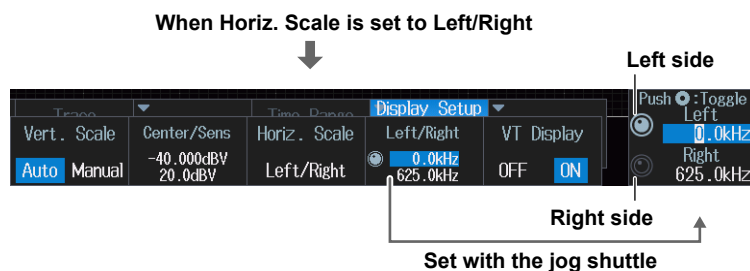 When Horiz. Scale is set to Left/Right
Left side
Trace
Time Range
Display Setup
Push :Toggle
Left
0.0kHz
Right
625.0kHz
Vert. Scale
Auto Manual
Center/Sens
-40.000dBV
20.0dBV
Horiz. Scale
Left/Right
Left/Right
0.0kHz
625.0kHz
VT Display
OFF ON
Right side
Set with the jog shuttle